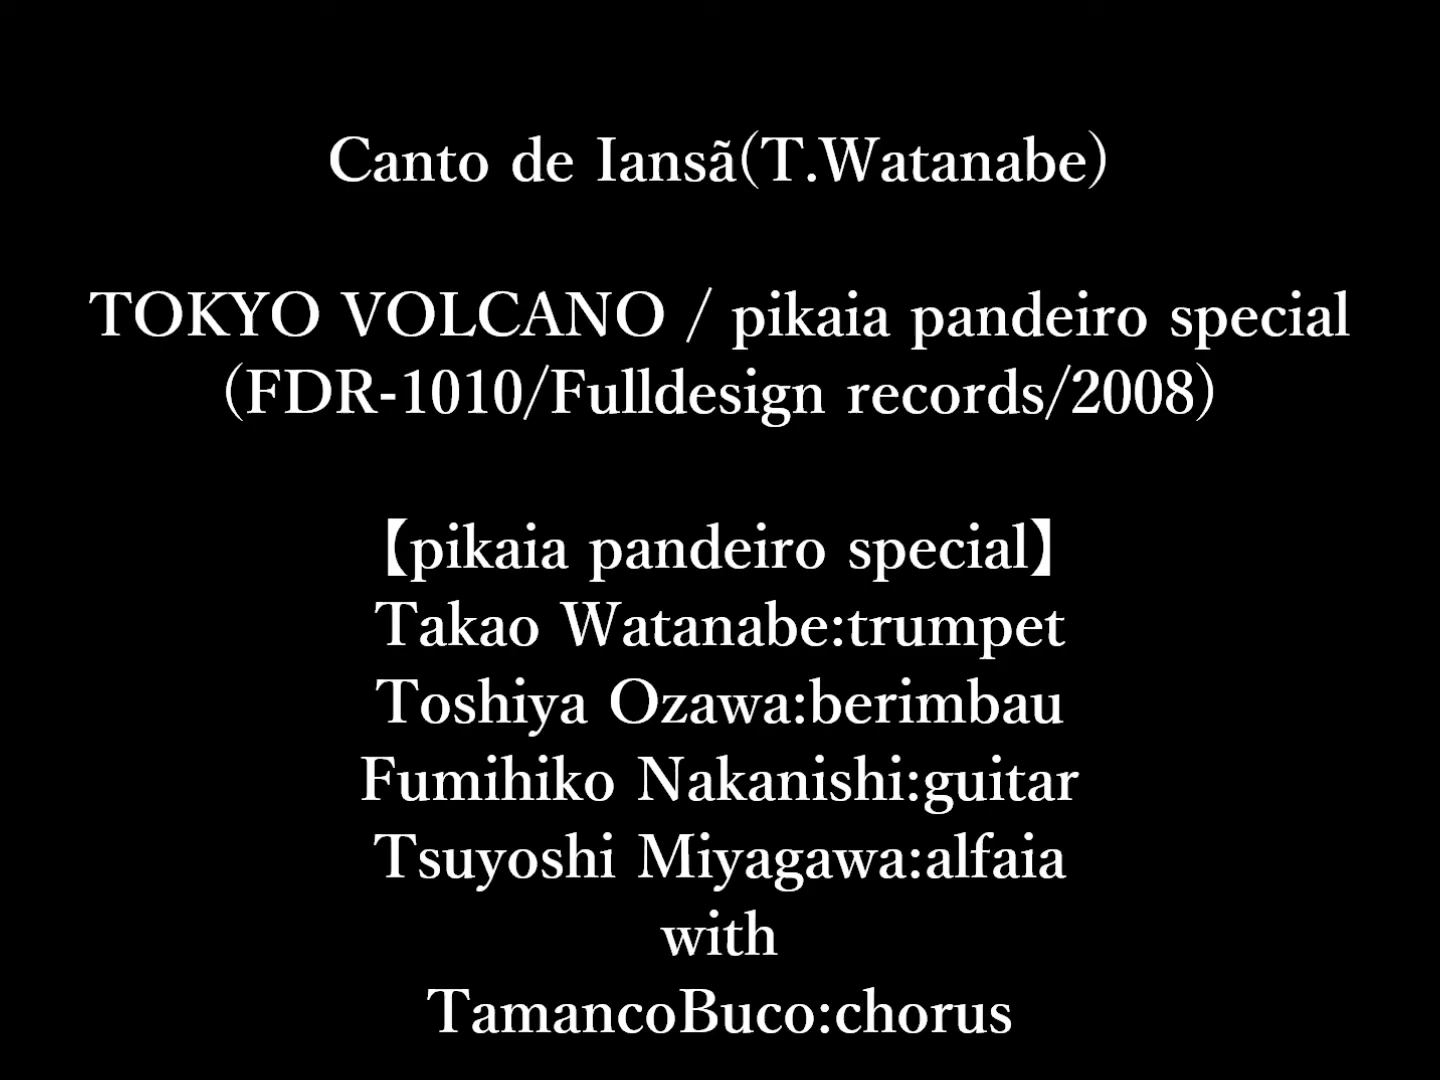 Canto de Iansã(T.Watanabe)
TOKYO VOLCANO / pikaia pandeiro special
(FDR-1010/Fulldesign records/2008)
【pikaia pandeiro special】
Takao Watanabe:trumpet
Toshiya Ozawa:berimbau
Fumihiko Nakanishi:guitar
Tsuyoshi Miyagawa:alfaia
with
TamancoBuco:chorus